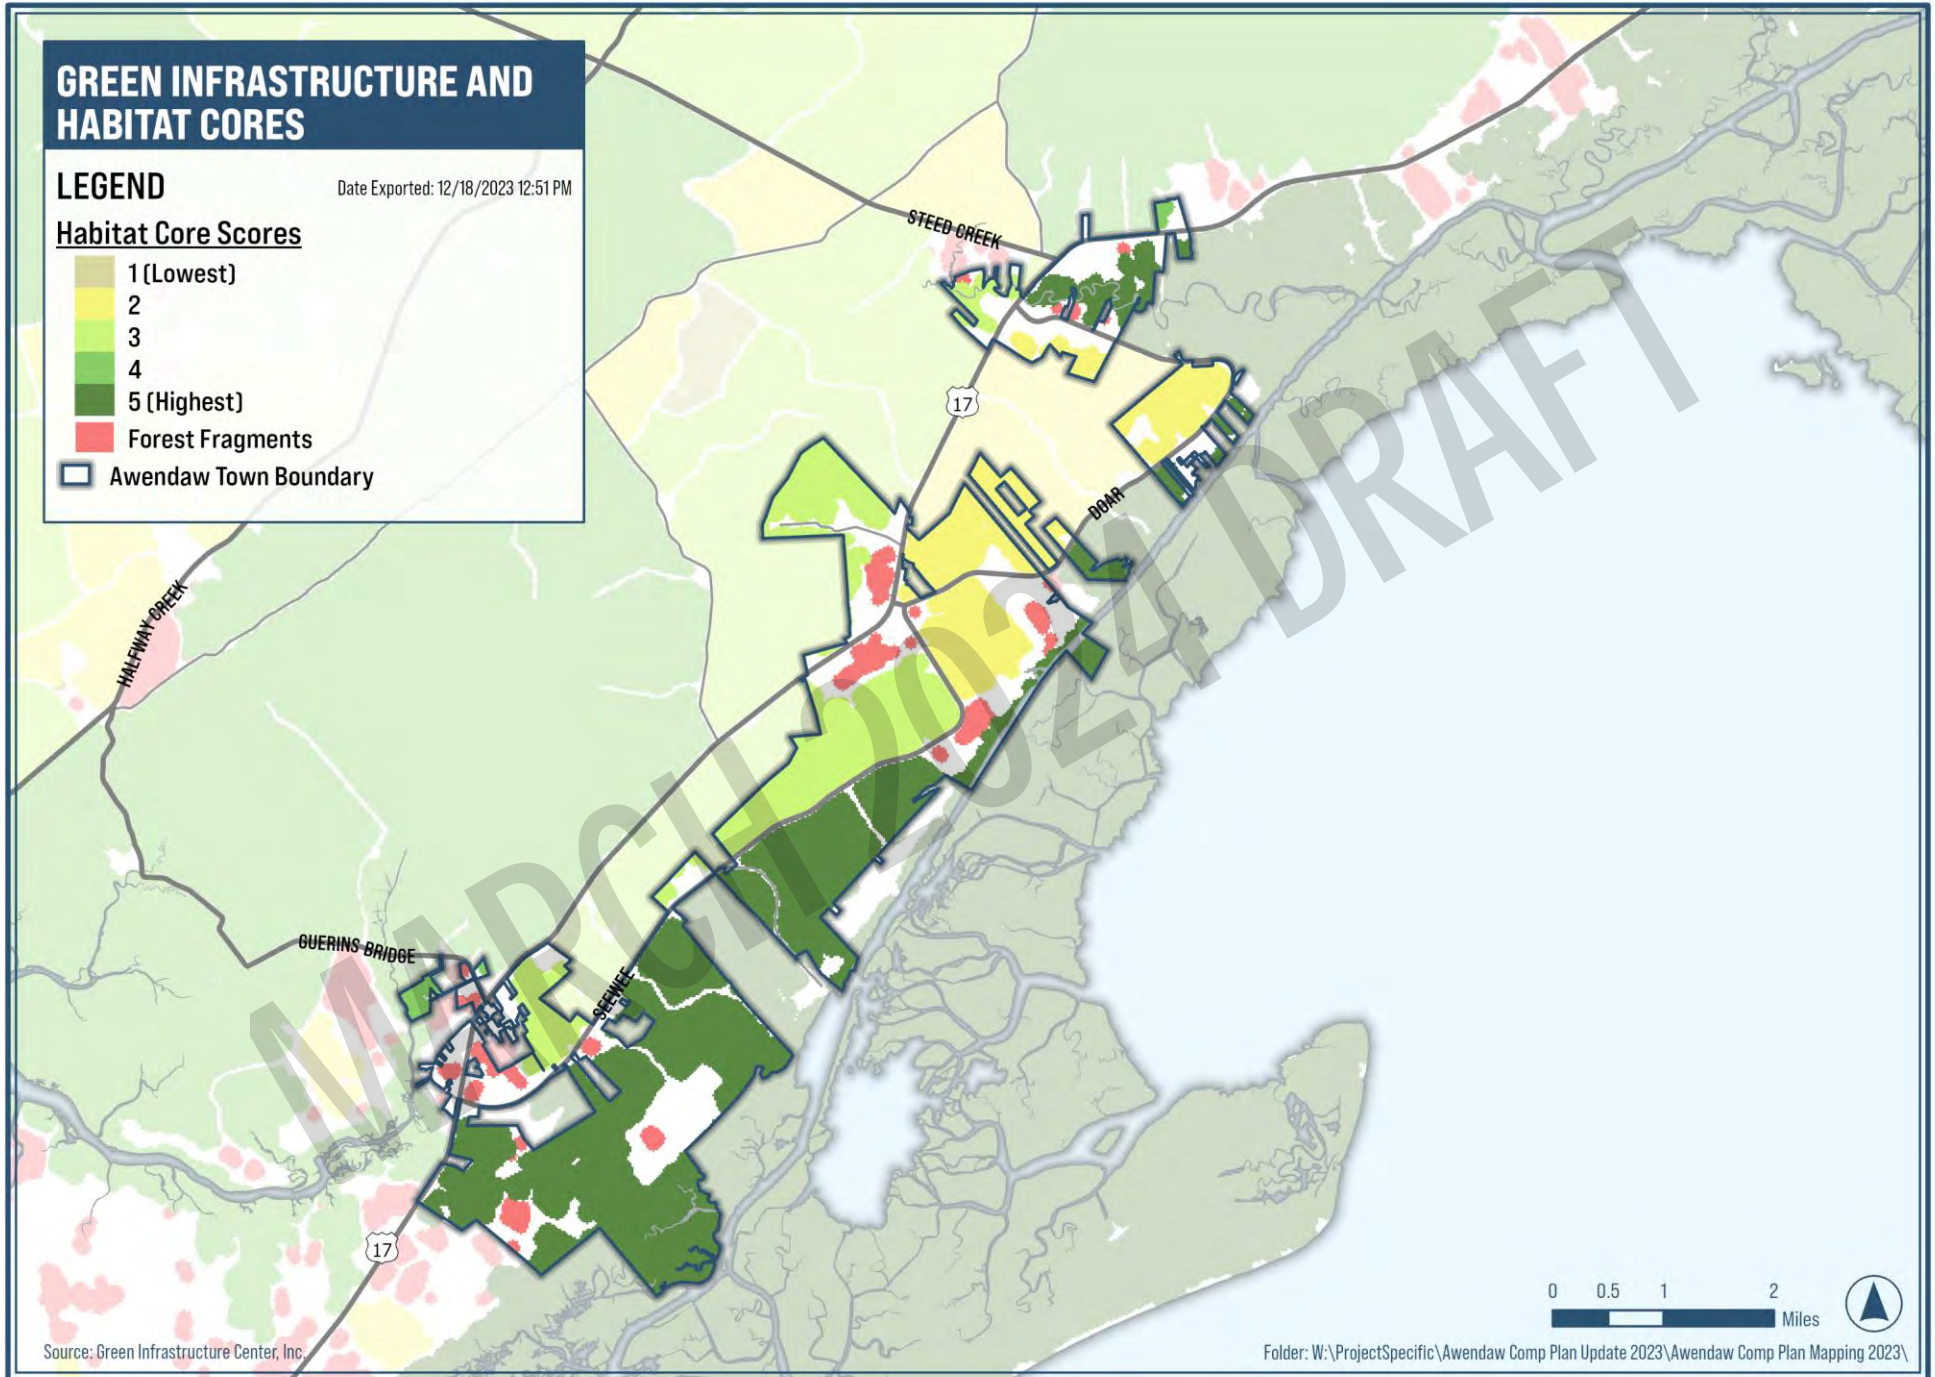 GREEN INFRASTRUCTURE AND
HABITAT CORES
LEGEND
Date Exported: 12/18/2023 12:51 PM
Habitat Core Scores
1 (Lowest)
2
3
4
5 (Highest)
Forest Fragments
Awendaw Town Boundary
STEED CREEK
17
DOAR
HALFWAY CREEK
GUERINS BRIDGE
SEEWEE
17
MARCH 2024 DRAFT
0 0.5 1 2
Miles
Source: Green Infrastructure Center, Inc.
Folder: W:\ProjectSpecific\Awendaw Comp Plan Update 2023\Awendaw Comp Plan Mapping 2023\